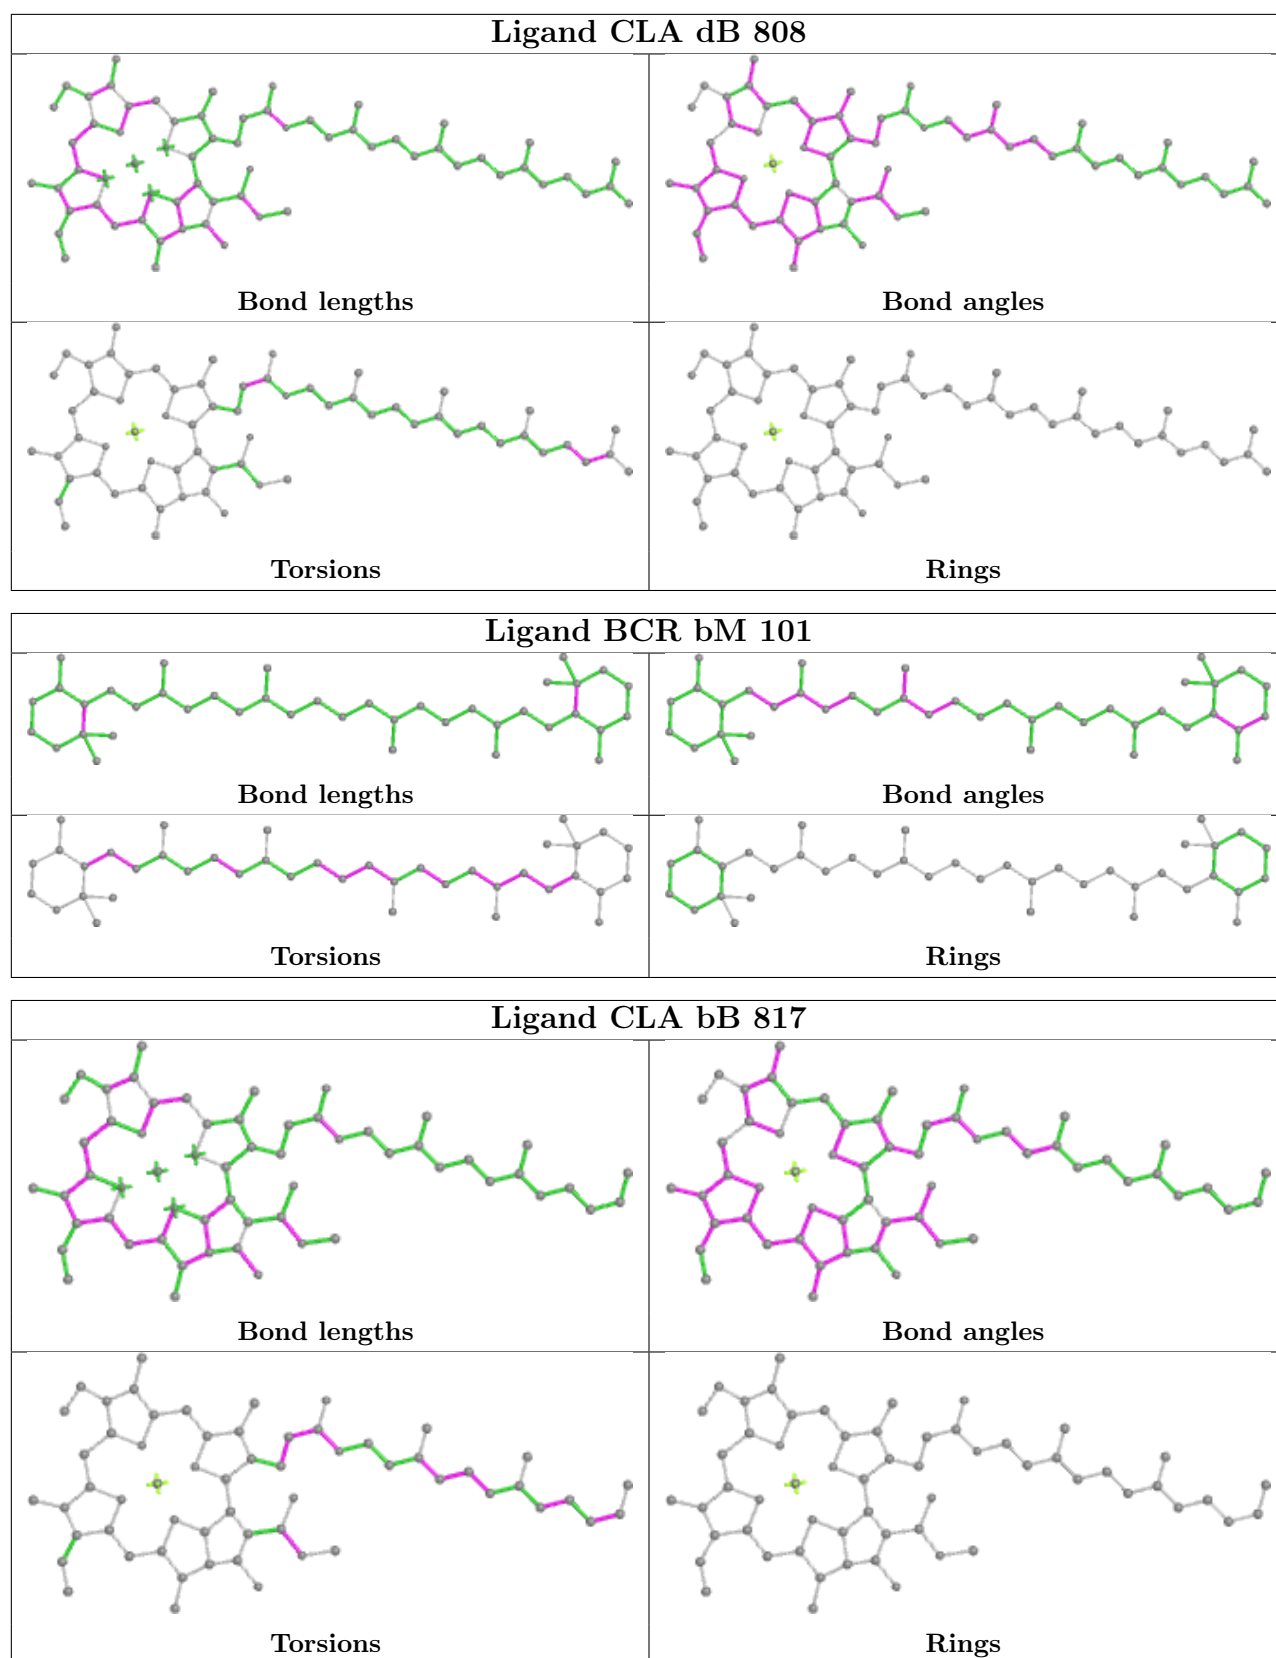 Ligand CLA dB 808
Bond lengths
Bond angles
Torsions
Rings
Ligand BCR bM 101
Bond lengths
Bond angles
Torsions
Rings
Ligand CLA bB 817
Bond lengths
Bond angles
Torsions
Rings